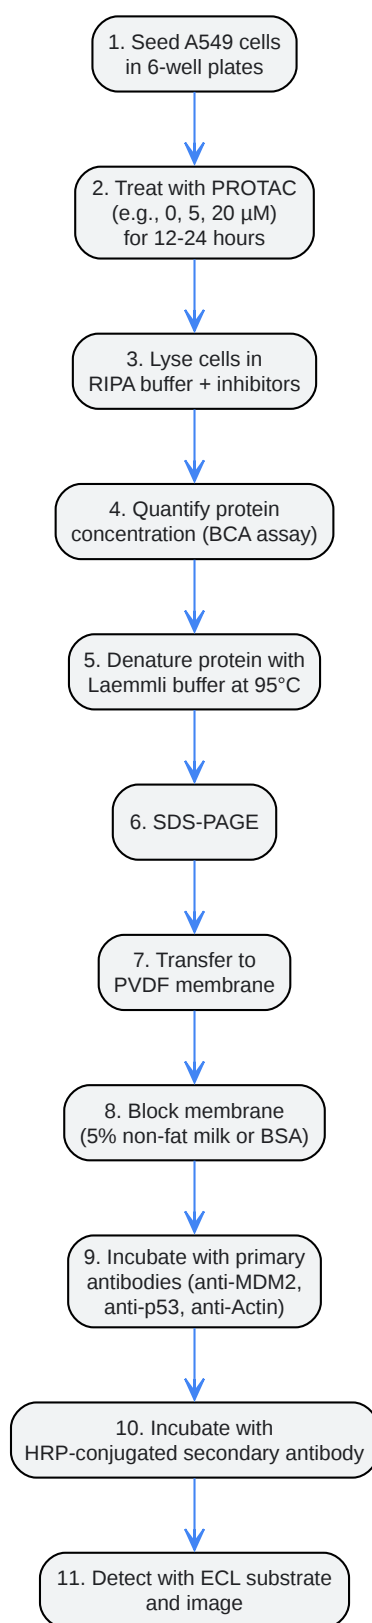 1. Seed A549 cells
in 6-well plates
2. Treat with PROTAC
(e.g., 0, 5, 20 µM)
for 12-24 hours
3. Lyse cells in
RIPA buffer + inhibitors
4. Quantify protein
concentration (BCA assay)
5. Denature protein with
Laemmli buffer at 95°C
6. SDS-PAGE
7. Transfer to
PVDF membrane
8. Block membrane
(5% non-fat milk or BSA)
9. Incubate with primary
antibodies (anti-MDM2,
anti-p53, anti-Actin)
10. Incubate with
HRP-conjugated secondary antibody
11. Detect with ECL substrate
and image